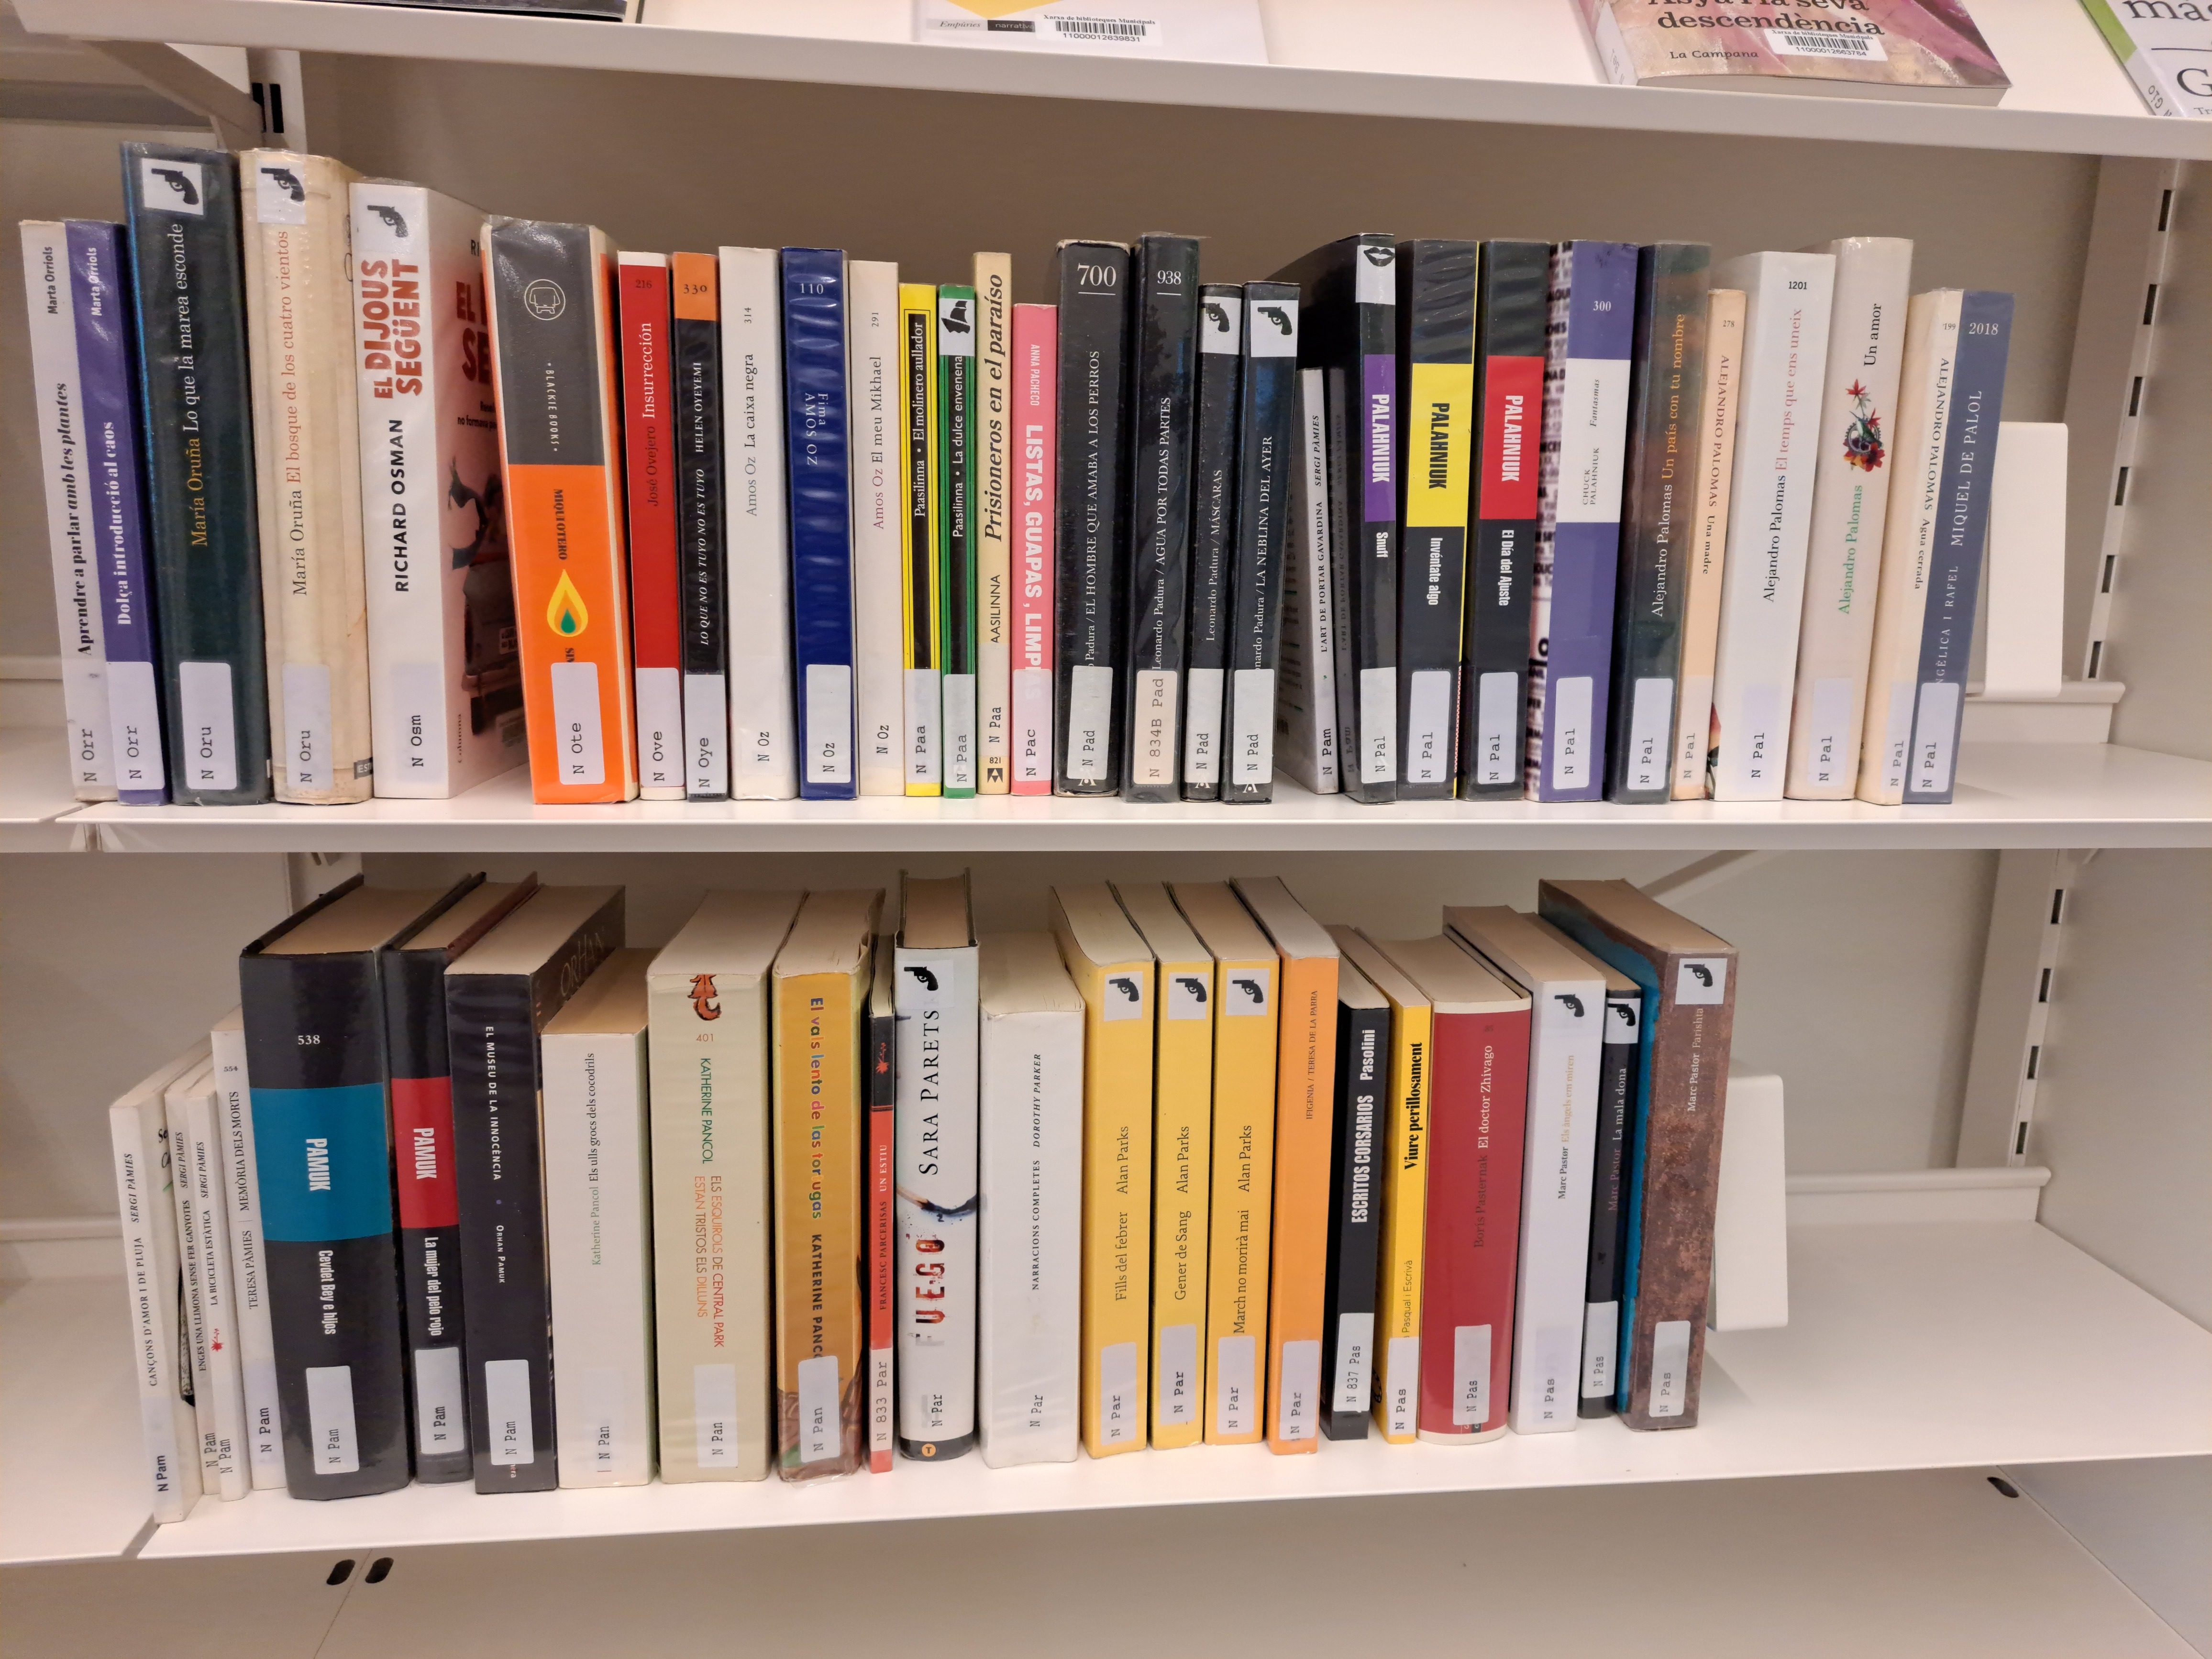 Empúries narrativa
Xarxa de biblioteques Municipals
11000012639831
descendència
Xarxa de biblioteques Municipals
11000012663764
La Campana
G
Marta Orriols
Aprendre a parlar amb les plantes
N Orr
Marta Orriols
Dolça introducció al caos
N Orr
María Oruña Lo que la marea esconde
N Oru
María Oruña El bosque de los cuatro vientos
N Oru
EL DIJOUS SEGÜENT
RICHARD OSMAN
N Osm
• BLACKIE BOOKS •
N Ote
216
José Ovejero Insurrección
N Ove
330
LO QUE NO ES TUYO NO ES TUYO HELEN OYEYEMI
N Oye
314
Amos Oz La caixa negra
N Oz
110
Fima
AMOS OZ
N Oz
291
Amos Oz El meu Mikhael
N Oz
Paasilinna • El molinero aullador
N Paa
Paasilinna • La dulce envenena
N Paa
AASILINNA Prisioneros en el paraíso
N Paa
821
ANNA PACHECO
LISTAS, GUAPAS, LIMPIAS
N Pac
700
Padura / EL HOMBRE QUE AMABA A LOS PERROS
N Pad
938
Leonardo Padura / AGUA POR TODAS PARTES
N 834B Pad
Leonardo Padura / MÁSCARAS
N Pad
nardo Padura / LA NEBLINA DEL AYER
N Pad
L'ART DE PORTAR GAVARDINA SERGI PÀMIES
N Pam
PALAHNIUK
Snuff
N Pal
PALAHNIUK
Invéntate algo
N Pal
PALAHNIUK
El Día del Ajuste
N Pal
300
CHUCK PALAHNIUK Fantasmas
N Pal
Alejandro Palomas Un país con tu nombre
N Pal
278
ALEJANDRO PALOMAS Una madre
N Pal
1201
Alejandro Palomas El temps que ens uneix
N Pal
Alejandro Palomas Un amor
N Pal
199
ALEJANDRO PALOMAS Agua cerrada
N Pal
2018
NGÈLICA I RAFEL MIQUEL DE PALOL
N Pal
CANÇONS D'AMOR I DE PLUJA SERGI PÀMIES
N Pam
ENGES UNA LLIMONA SENSE FER GANYOTES SERGI PÀMIES
N Pam
LA BICICLETA ESTÀTICA SERGI PÀMIES
N Pam
354
TERESA PÀMIES MEMÒRIA DELS MORTS
N Pam
538
PAMUK
Cevdet Bey e hijos
N Pam
PAMUK
La mujer del pelo rojo
N Pam
EL MUSEU DE LA INNOCÈNCIA • ORHAN PAMUK
ORHAN
N Pam
Katherine Pancol Els ulls grocs dels cocodrils
N Pan
401
KATHERINE PANCOL ELS ESQUIROLS DE CENTRAL PARK
ESTAN TRISTOS ELS DILLUNS
N Pan
El vals lento de las tortugas KATHERINE PANCO
N Pan
FRANCESC PARCERISAS UN ESTIU
N 833 Par
SARA PARETSKY
FUEGO
N Par
T
NARRACIONS COMPLETES DOROTHY PARKER
N Par
Fills del febrer Alan Parks
N Par
Gener de Sang Alan Parks
N Par
March no morirà mai Alan Parks
N Par
IFIGENIA / TERESA DE LA PARRA
N Par
ESCRITOS CORSARIOS Pasolini
N 837 Pas
Pasqual i Escrivà Viure perillosament
N Pas
Boris Pasternak El doctor Zhivago
N Pas
Marc Pastor Els àngels em miren
N Pas
Marc Pastor La mala dona
N Pas
Marc Pastor Farishta
N Pas